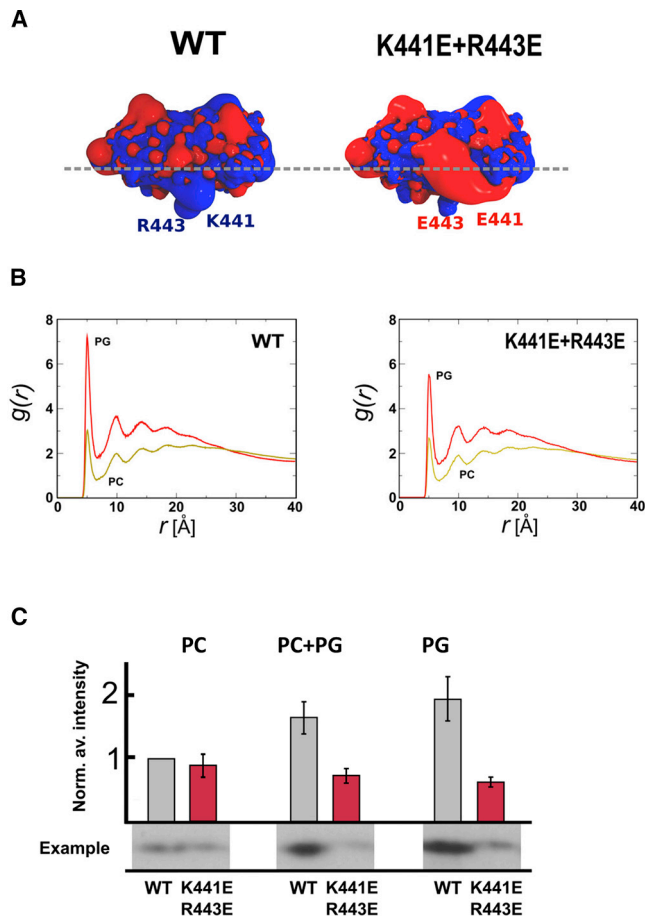 A
WT K441E+R443E
R443 K441 E443 E441
B
8 8
6 6
4 4
2 2
0 0
g(r) g(r)
PG WT
PC
PG K441E+R443E
PC
0 10 20 30 40 0 10 20 30 40
r [Å] r [Å]
C
PC PC+PG PG
Norm. av. intensity
2
1
Example
WT K441E WT K441E WT K441E
R443E R443E R443E